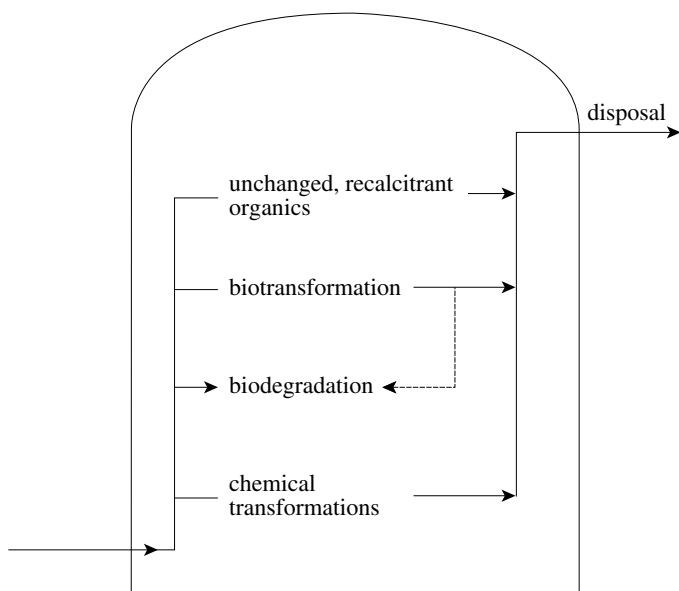 disposal
unchanged, recalcitrant
organics
biotransformation
biodegradation
chemical
transformations